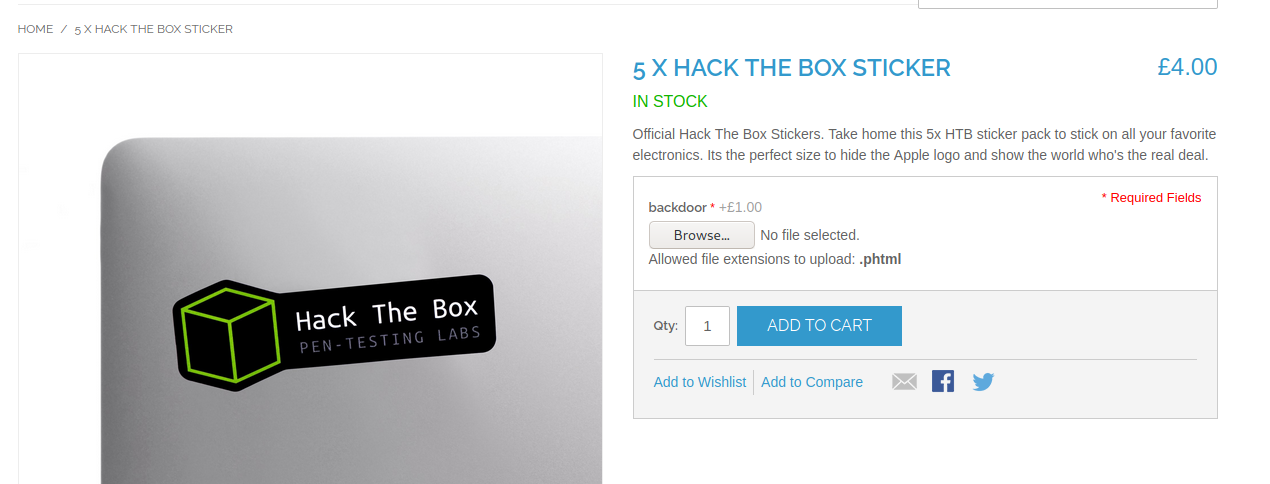 HOME / 5 X HACK THE BOX STICKER
5 X HACK THE BOX STICKER
£4.00
IN STOCK
Official Hack The Box Stickers. Take home this 5x HTB sticker pack to stick on all your favorite
electronics. Its the perfect size to hide the Apple logo and show the world who's the real deal.
* Required Fields
backdoor * +£1.00
Browse... No file selected.
Allowed file extensions to upload: .phtml
Qty: 1 ADD TO CART
Add to Wishlist Add to Compare
Hack The Box
PEN-TESTING LABS